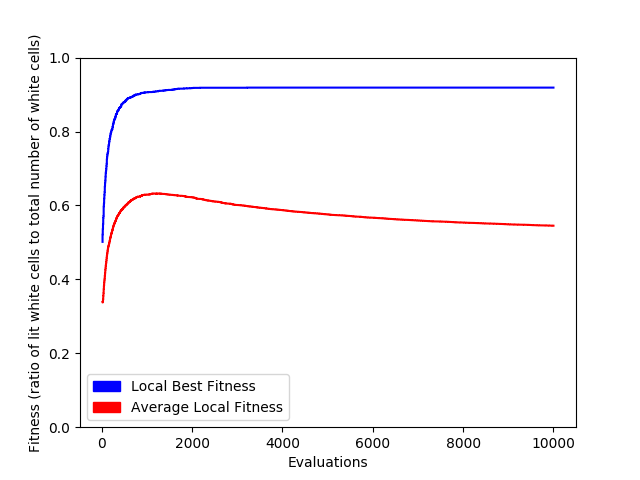 Fitness (ratio of lit white cells to total number of white cells)
1.0
0.8
0.6
0.4
0.2
0.0
Local Best Fitness
Average Local Fitness
0 2000 4000 6000 8000 10000
Evaluations